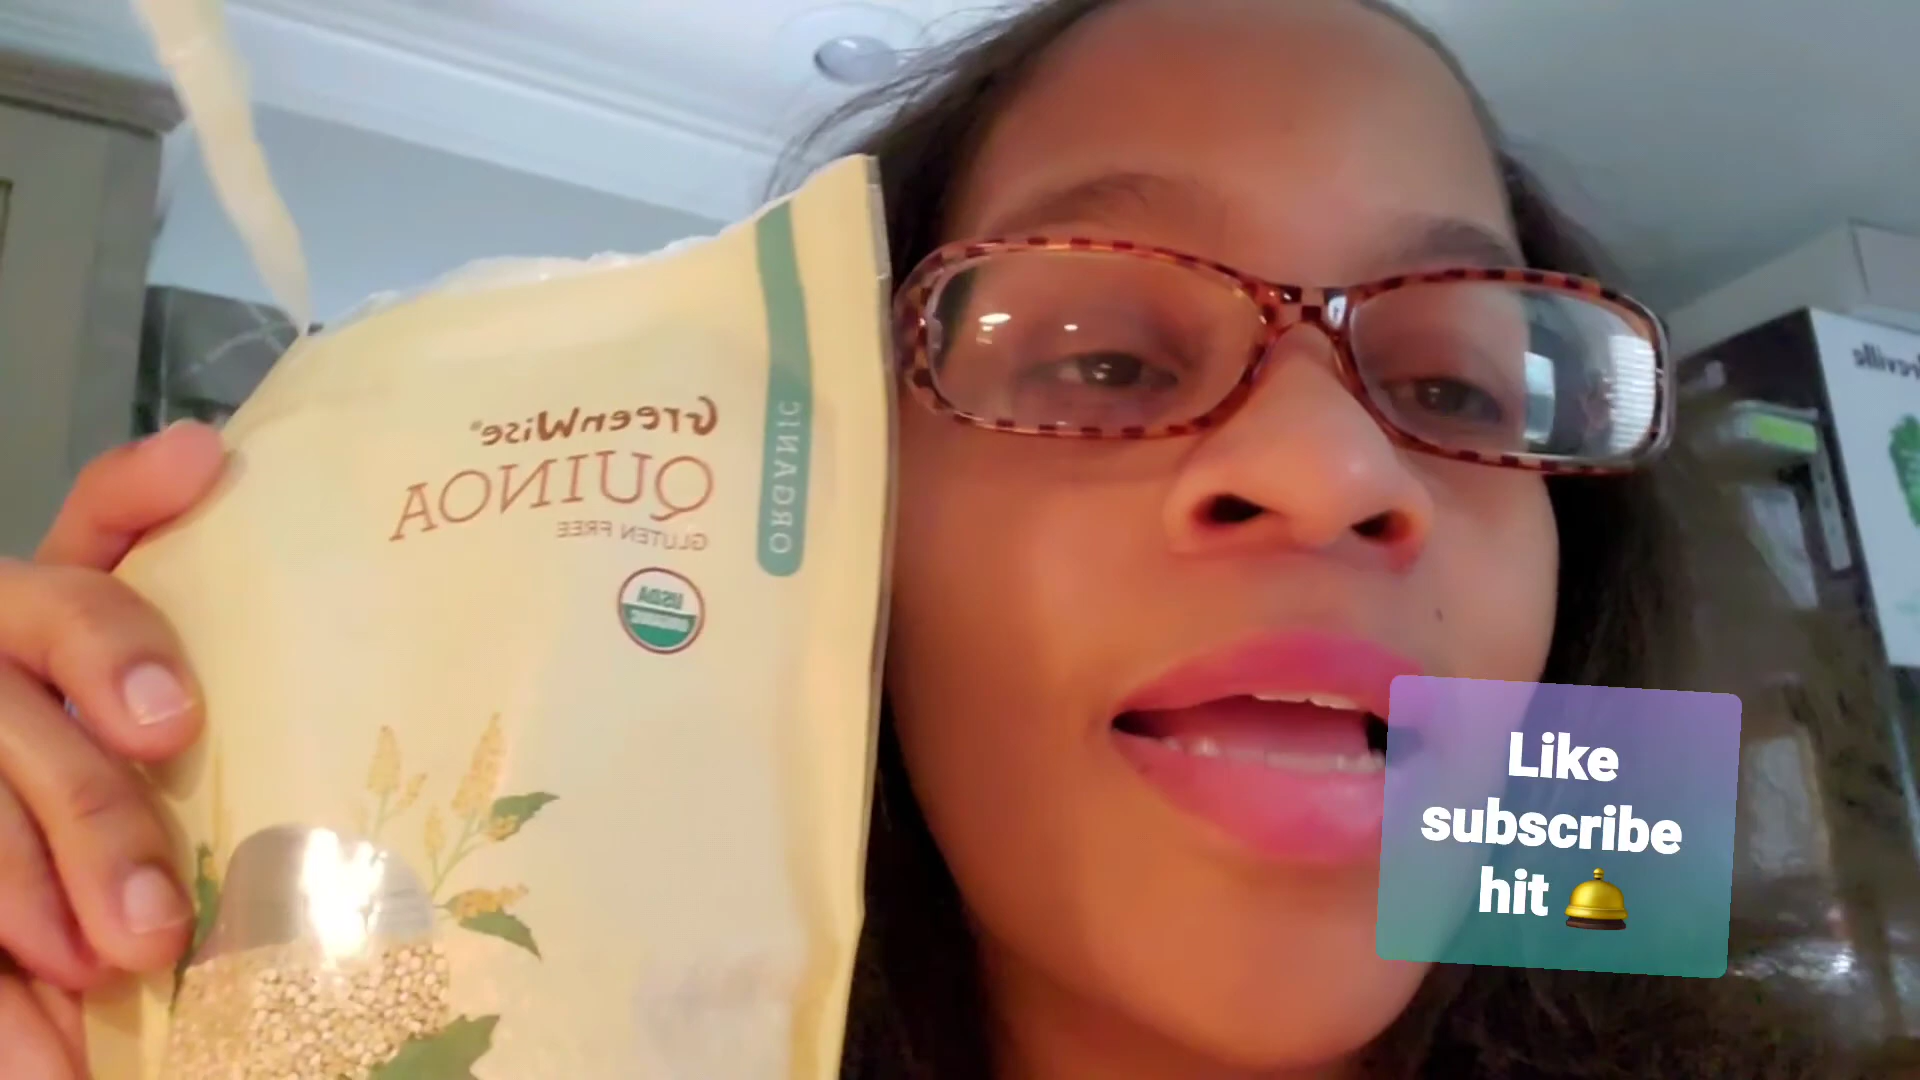 GreenWise®
QUINOA
GLUTEN FREE
ORGANIC
USDA
ORGANIC
Like
subscribe
hit 🛎️